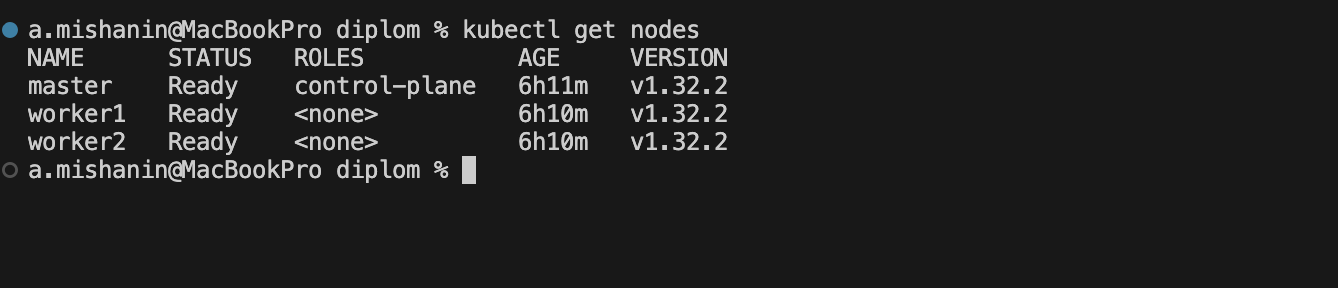 a.mishanin@MacBookPro diplom % kubectl get nodes
NAME      STATUS   ROLES           AGE     VERSION
master    Ready    control-plane   6h11m   v1.32.2
worker1   Ready    <none>          6h10m   v1.32.2
worker2   Ready    <none>          6h10m   v1.32.2
a.mishanin@MacBookPro diplom %